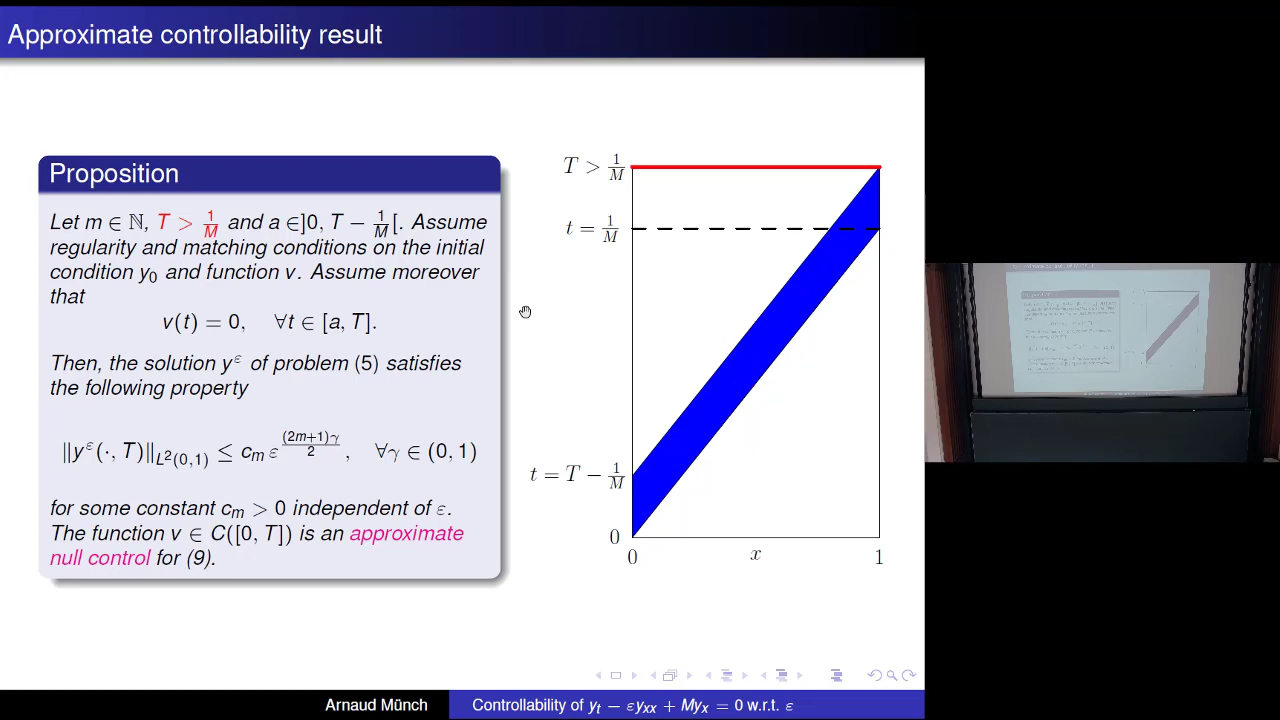 Approximate controllability result
Proposition
Let m ∈ ℕ, T > 1/M and a ∈]0, T − 1/M[. Assume
regularity and matching conditions on the initial
condition y₀ and function v. Assume moreover
that
v(t) = 0, ∀t ∈ [a, T].
Then, the solution y^ε of problem (5) satisfies
the following property
‖y^ε(·, T)‖_{L²(0,1)} ≤ c_m ε^{(2m+1)γ/2}, ∀γ ∈ (0, 1)
for some constant c_m > 0 independent of ε.
The function v ∈ C([0, T]) is an approximate
null control for (9).
T > 1/M
t = 1/M
t = T − 1/M
0
0
x
1
Arnaud Münch
Controllability of y_t − εy_xx + My_x = 0 w.r.t. ε